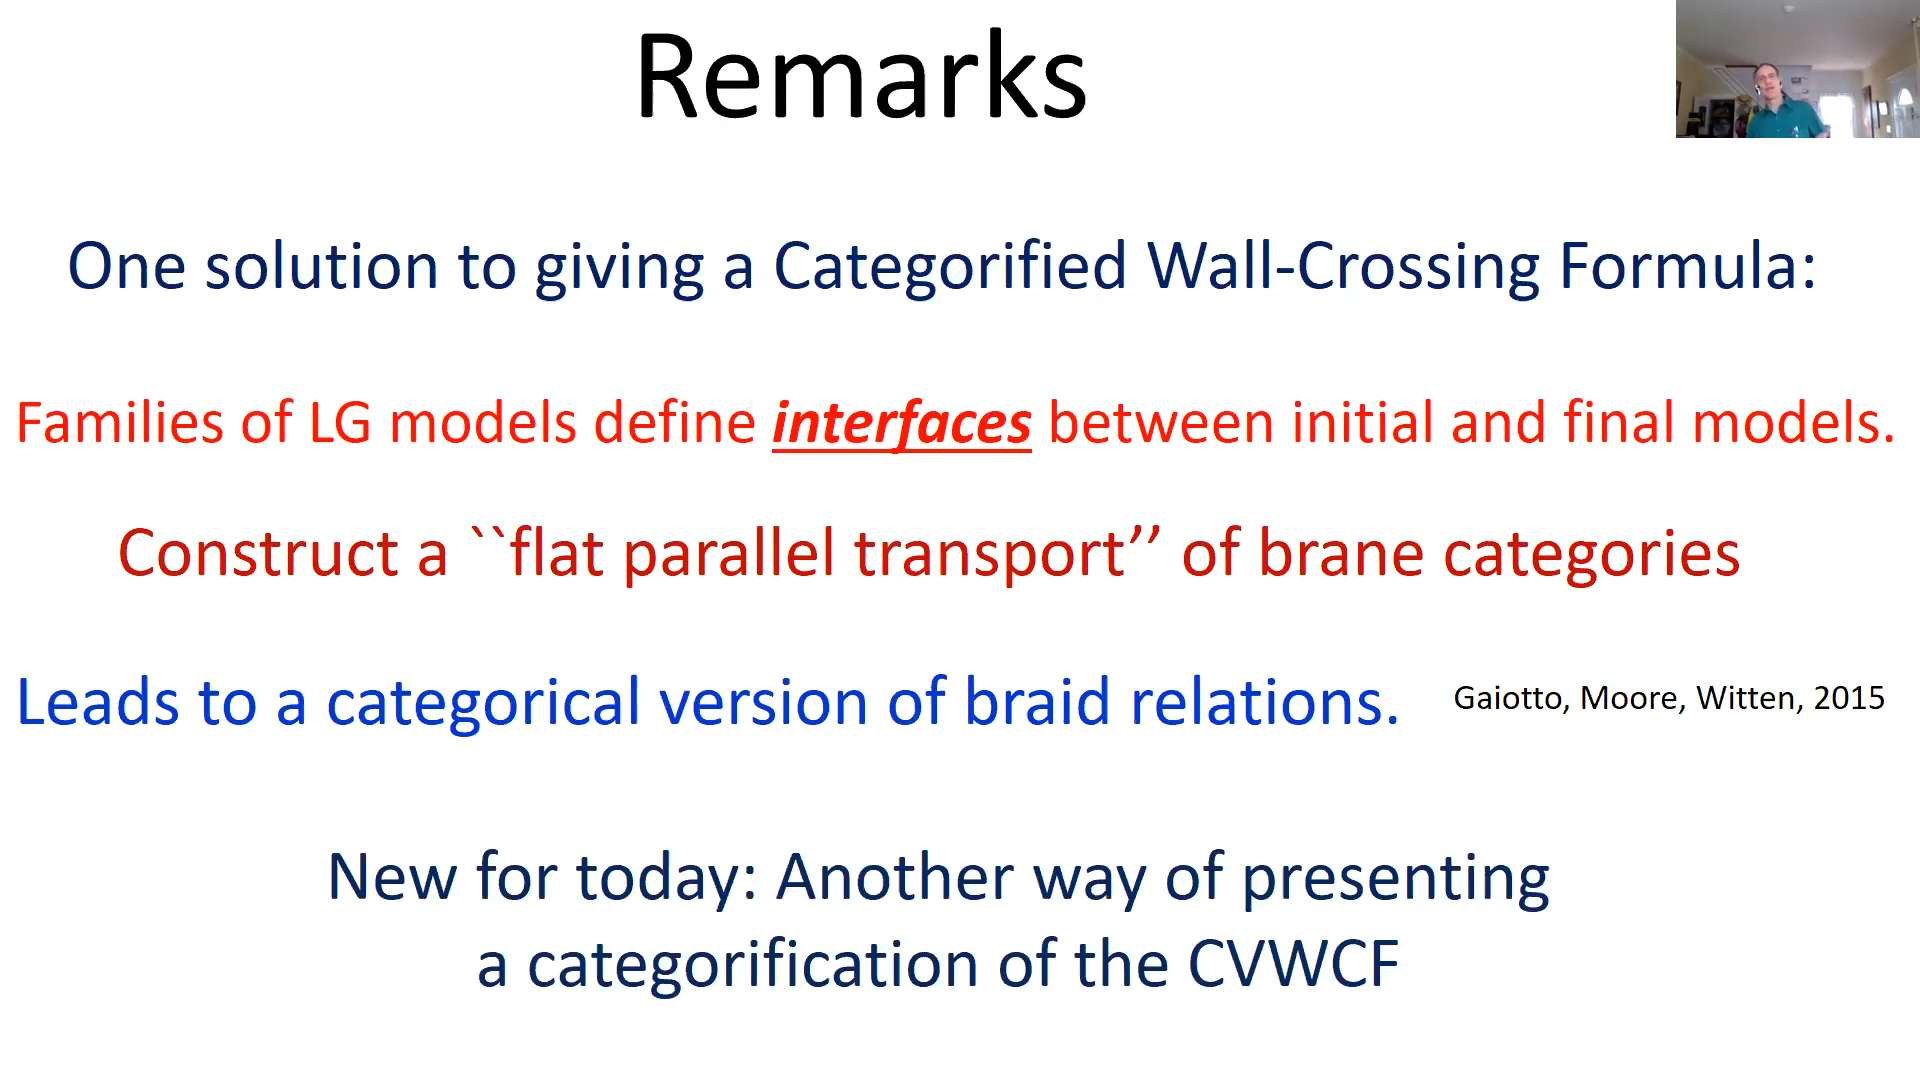 Remarks
One solution to giving a Categorified Wall-Crossing Formula:
Families of LG models define interfaces between initial and final models.
Construct a ``flat parallel transport’’ of brane categories
Leads to a categorical version of braid relations. Gaiotto, Moore, Witten, 2015
New for today: Another way of presenting
a categorification of the CVWCF